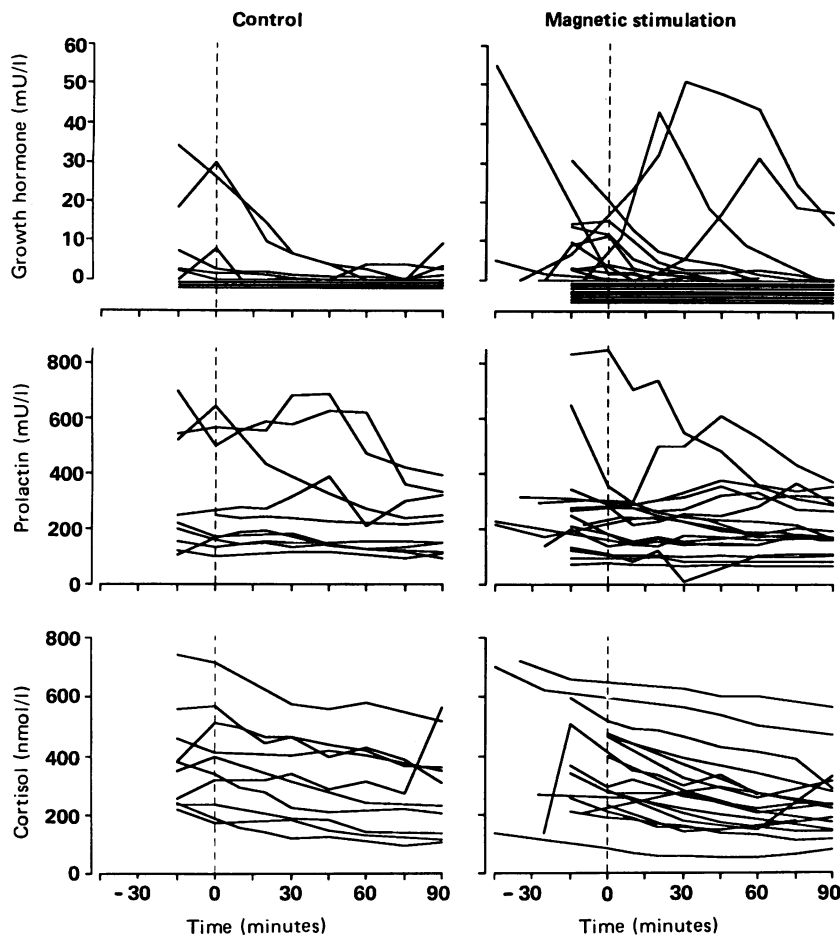 Control
Magnetic stimulation
Growth hormone (mU/l)
60
50
40
30
20
10
0
Prolactin (mU/l)
800
600
400
200
0
Cortisol (nmol/l)
800
600
400
200
0
-30 0 30 60 90
-30 0 30 60 90
Time (minutes)
Time (minutes)